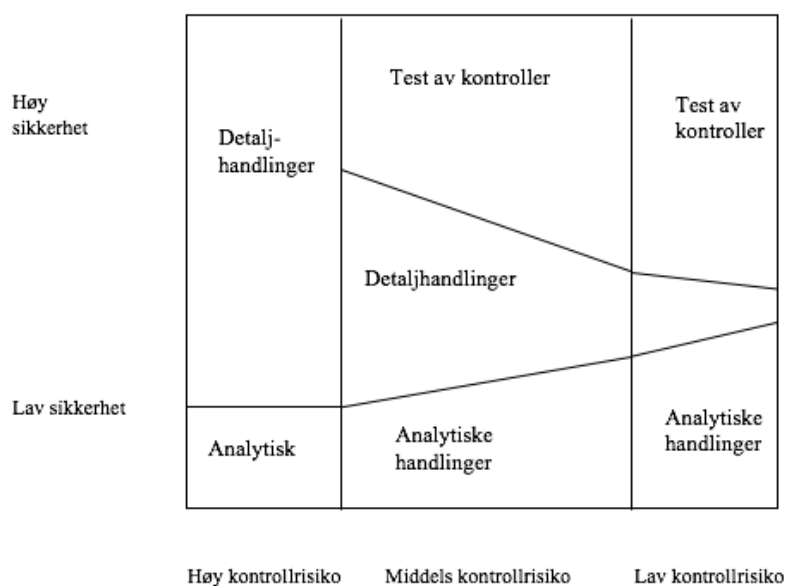 Høy
sikkerhet
Detalj-
handlinger
Test av kontroller
Test av
kontroller
Detaljhandlinger
Lav sikkerhet
Analytisk
Analytiske
handlinger
Analytiske
handlinger
Høy kontrollrisiko
Middels kontrollrisiko
Lav kontrollrisiko